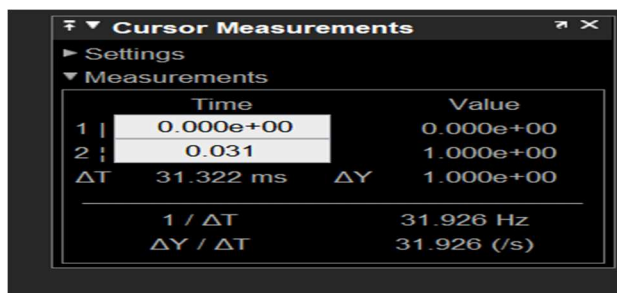 Cursor Measurements
Settings
Measurements
Time Value
1 | 0.000e+00 0.000e+00
2 ¦ 0.031 1.000e+00
ΔT 31.322 ms ΔY 1.000e+00
1 / ΔT 31.926 Hz
ΔY / ΔT 31.926 (/s)